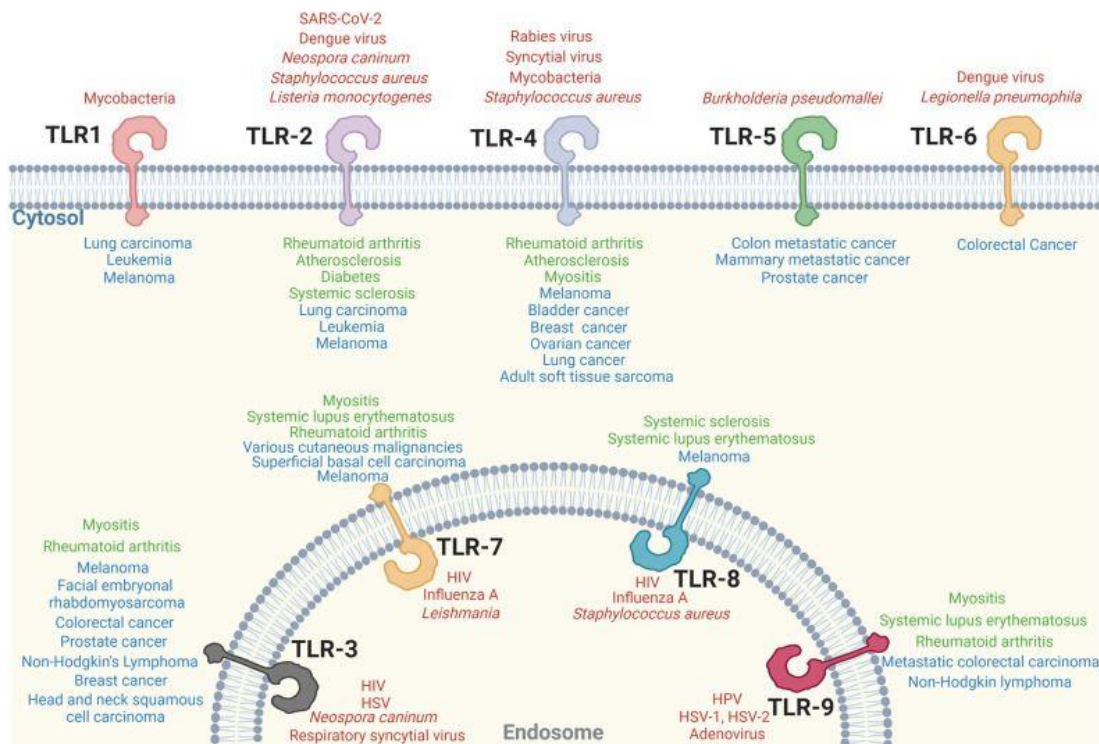 SARS-CoV-2
Dengue virus
Neospora caninum
Staphylococcus aureus
Listeria monocytogenes
Rabies virus
Syncytial virus
Mycobacteria
Staphylococcus aureus
Mycobacteria
Burkholderia pseudomallei
Dengue virus
Legionella pneumophila
TLR1
TLR-2
TLR-4
TLR-5
TLR-6
Cytosol
Lung carcinoma
Leukemia
Melanoma
Rheumatoid arthritis
Atherosclerosis
Diabetes
Systemic sclerosis
Lung carcinoma
Leukemia
Melanoma
Rheumatoid arthritis
Atherosclerosis
Myositis
Melanoma
Bladder cancer
Breast cancer
Ovarian cancer
Lung cancer
Adult soft tissue sarcoma
Colon metastatic cancer
Mammary metastatic cancer
Prostate cancer
Colorectal Cancer
Myositis
Systemic lupus erythematosus
Rheumatoid arthritis
Various cutaneous malignancies
Superficial basal cell carcinoma
Melanoma
Systemic sclerosis
Systemic lupus erythematosus
Melanoma
TLR-7
HIV
Influenza A
Leishmania
TLR-8
HIV
Influenza A
Staphylococcus aureus
Myositis
Rheumatoid arthritis
Melanoma
Facial embryonal
rhabdomyosarcoma
Colorectal cancer
Prostate cancer
Non-Hodgkin's Lymphoma
Breast cancer
Head and neck squamous
cell carcinoma
TLR-3
HIV
HSV
Neospora caninum
Respiratory syncytial virus
Endosome
TLR-9
HPV
HSV-1, HSV-2
Adenovirus
Myositis
Systemic lupus erythematosus
Rheumatoid arthritis
Metastatic colorectal carcinoma
Non-Hodgkin lymphoma